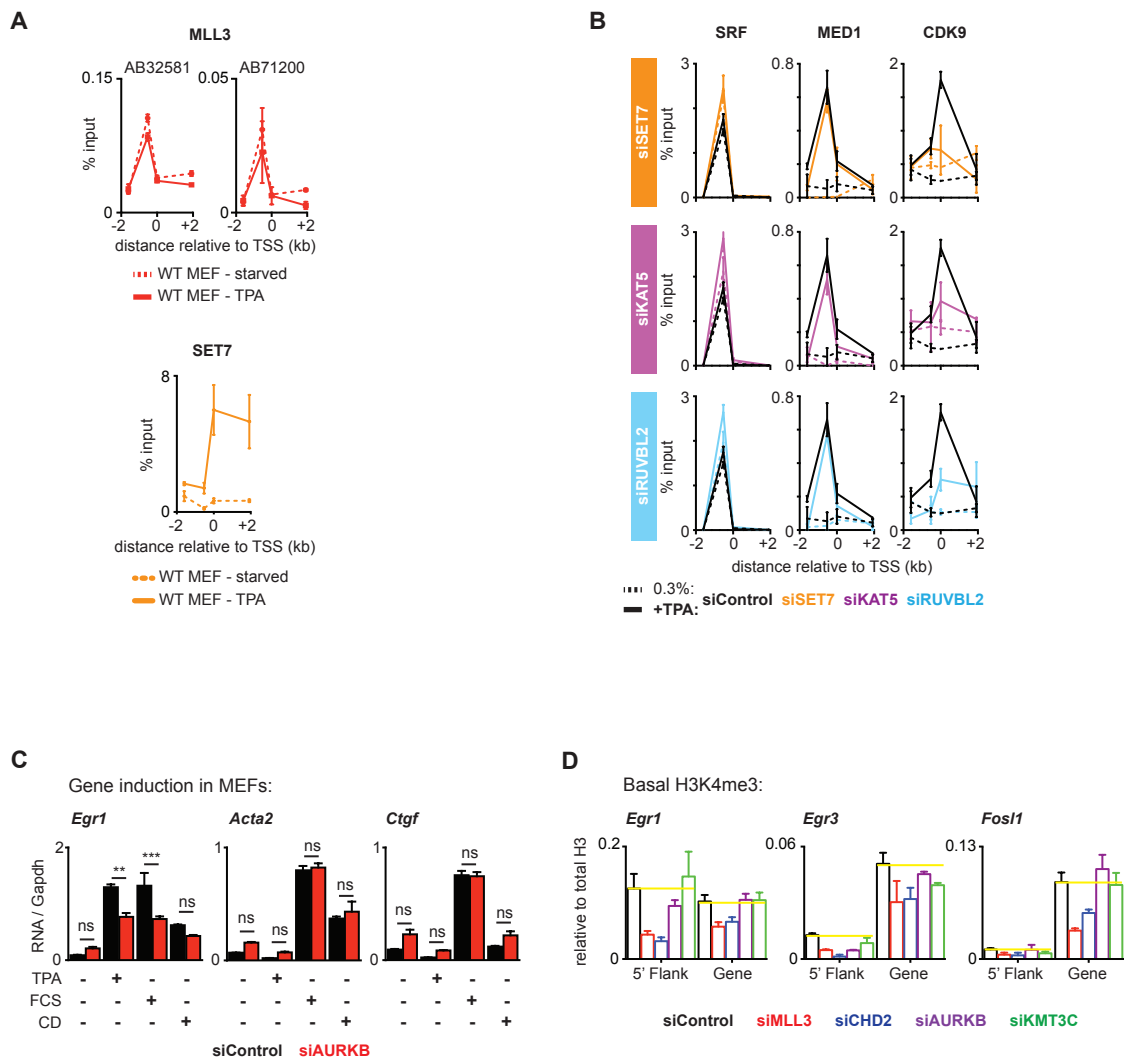 A
MLL3
AB32581 AB71200
0.15 0.05
% input
0 0
-2 0 +2 -2 0 +2
distance relative to TSS (kb)
WT MEF - starved
WT MEF - TPA
SET7
8
% input
0
-2 0 +2
distance relative to TSS (kb)
WT MEF - starved
WT MEF - TPA
B
SRF MED1 CDK9
siSET7
% input
3 0.8 2
0 0 0
siKAT5
% input
3 0.8 2
0 0 0
siRUVBL2
% input
3 0.8 2
0 0 0
-2 0 +2 -2 0 +2 -2 0 +2
distance relative to TSS (kb)
0.3%:
+TPA: siControl siSET7 siKAT5 siRUVBL2
C
Gene induction in MEFs:
Egr1 Acta2 Ctgf
RNA / Gapdh
2 1 1
ns ** *** ns ns ns ns ns ns ns ns ns
0 0 0
TPA - + - - - + - - - + - -
FCS - - + - - - + - - - + -
CD - - - + - - - + - - - +
siControl siAURKB
D
Basal H3K4me3:
Egr1 Egr3 Fosl1
relative to total H3
0.2 0.06 0.13
0 0 0
5' Flank Gene 5' Flank Gene 5' Flank Gene
siControl siMLL3 siCHD2 siAURKB siKMT3C